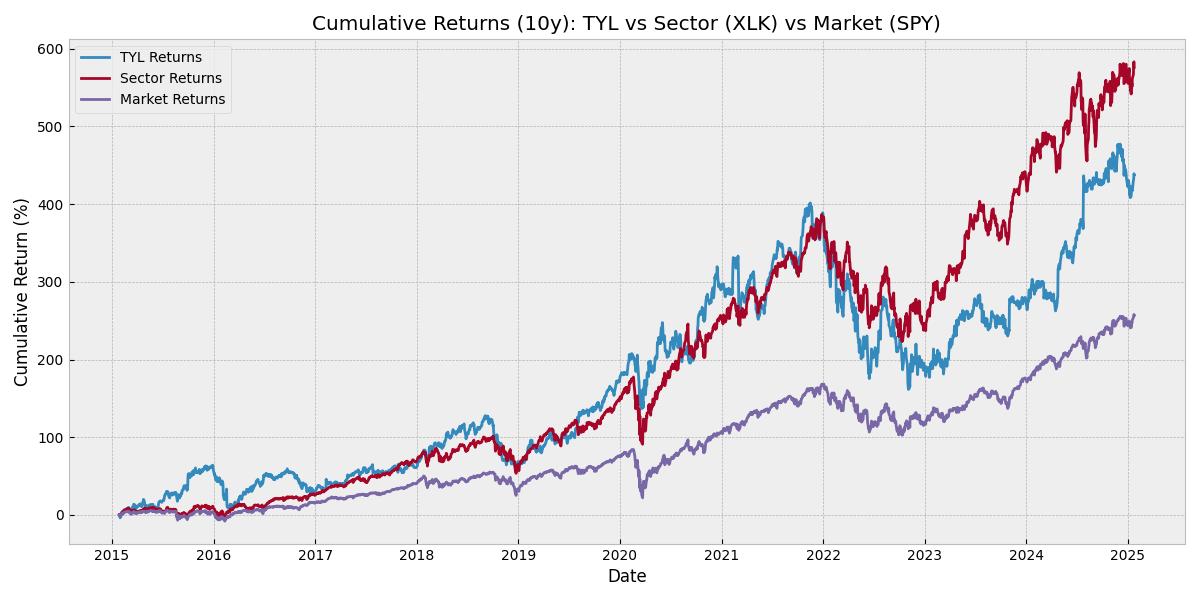 Cumulative Returns (10y): TYL vs Sector (XLK) vs Market (SPY)
TYL Returns
Sector Returns
Market Returns
Cumulative Return (%)
600
500
400
300
200
100
0
2015 2016 2017 2018 2019 2020 2021 2022 2023 2024 2025
Date